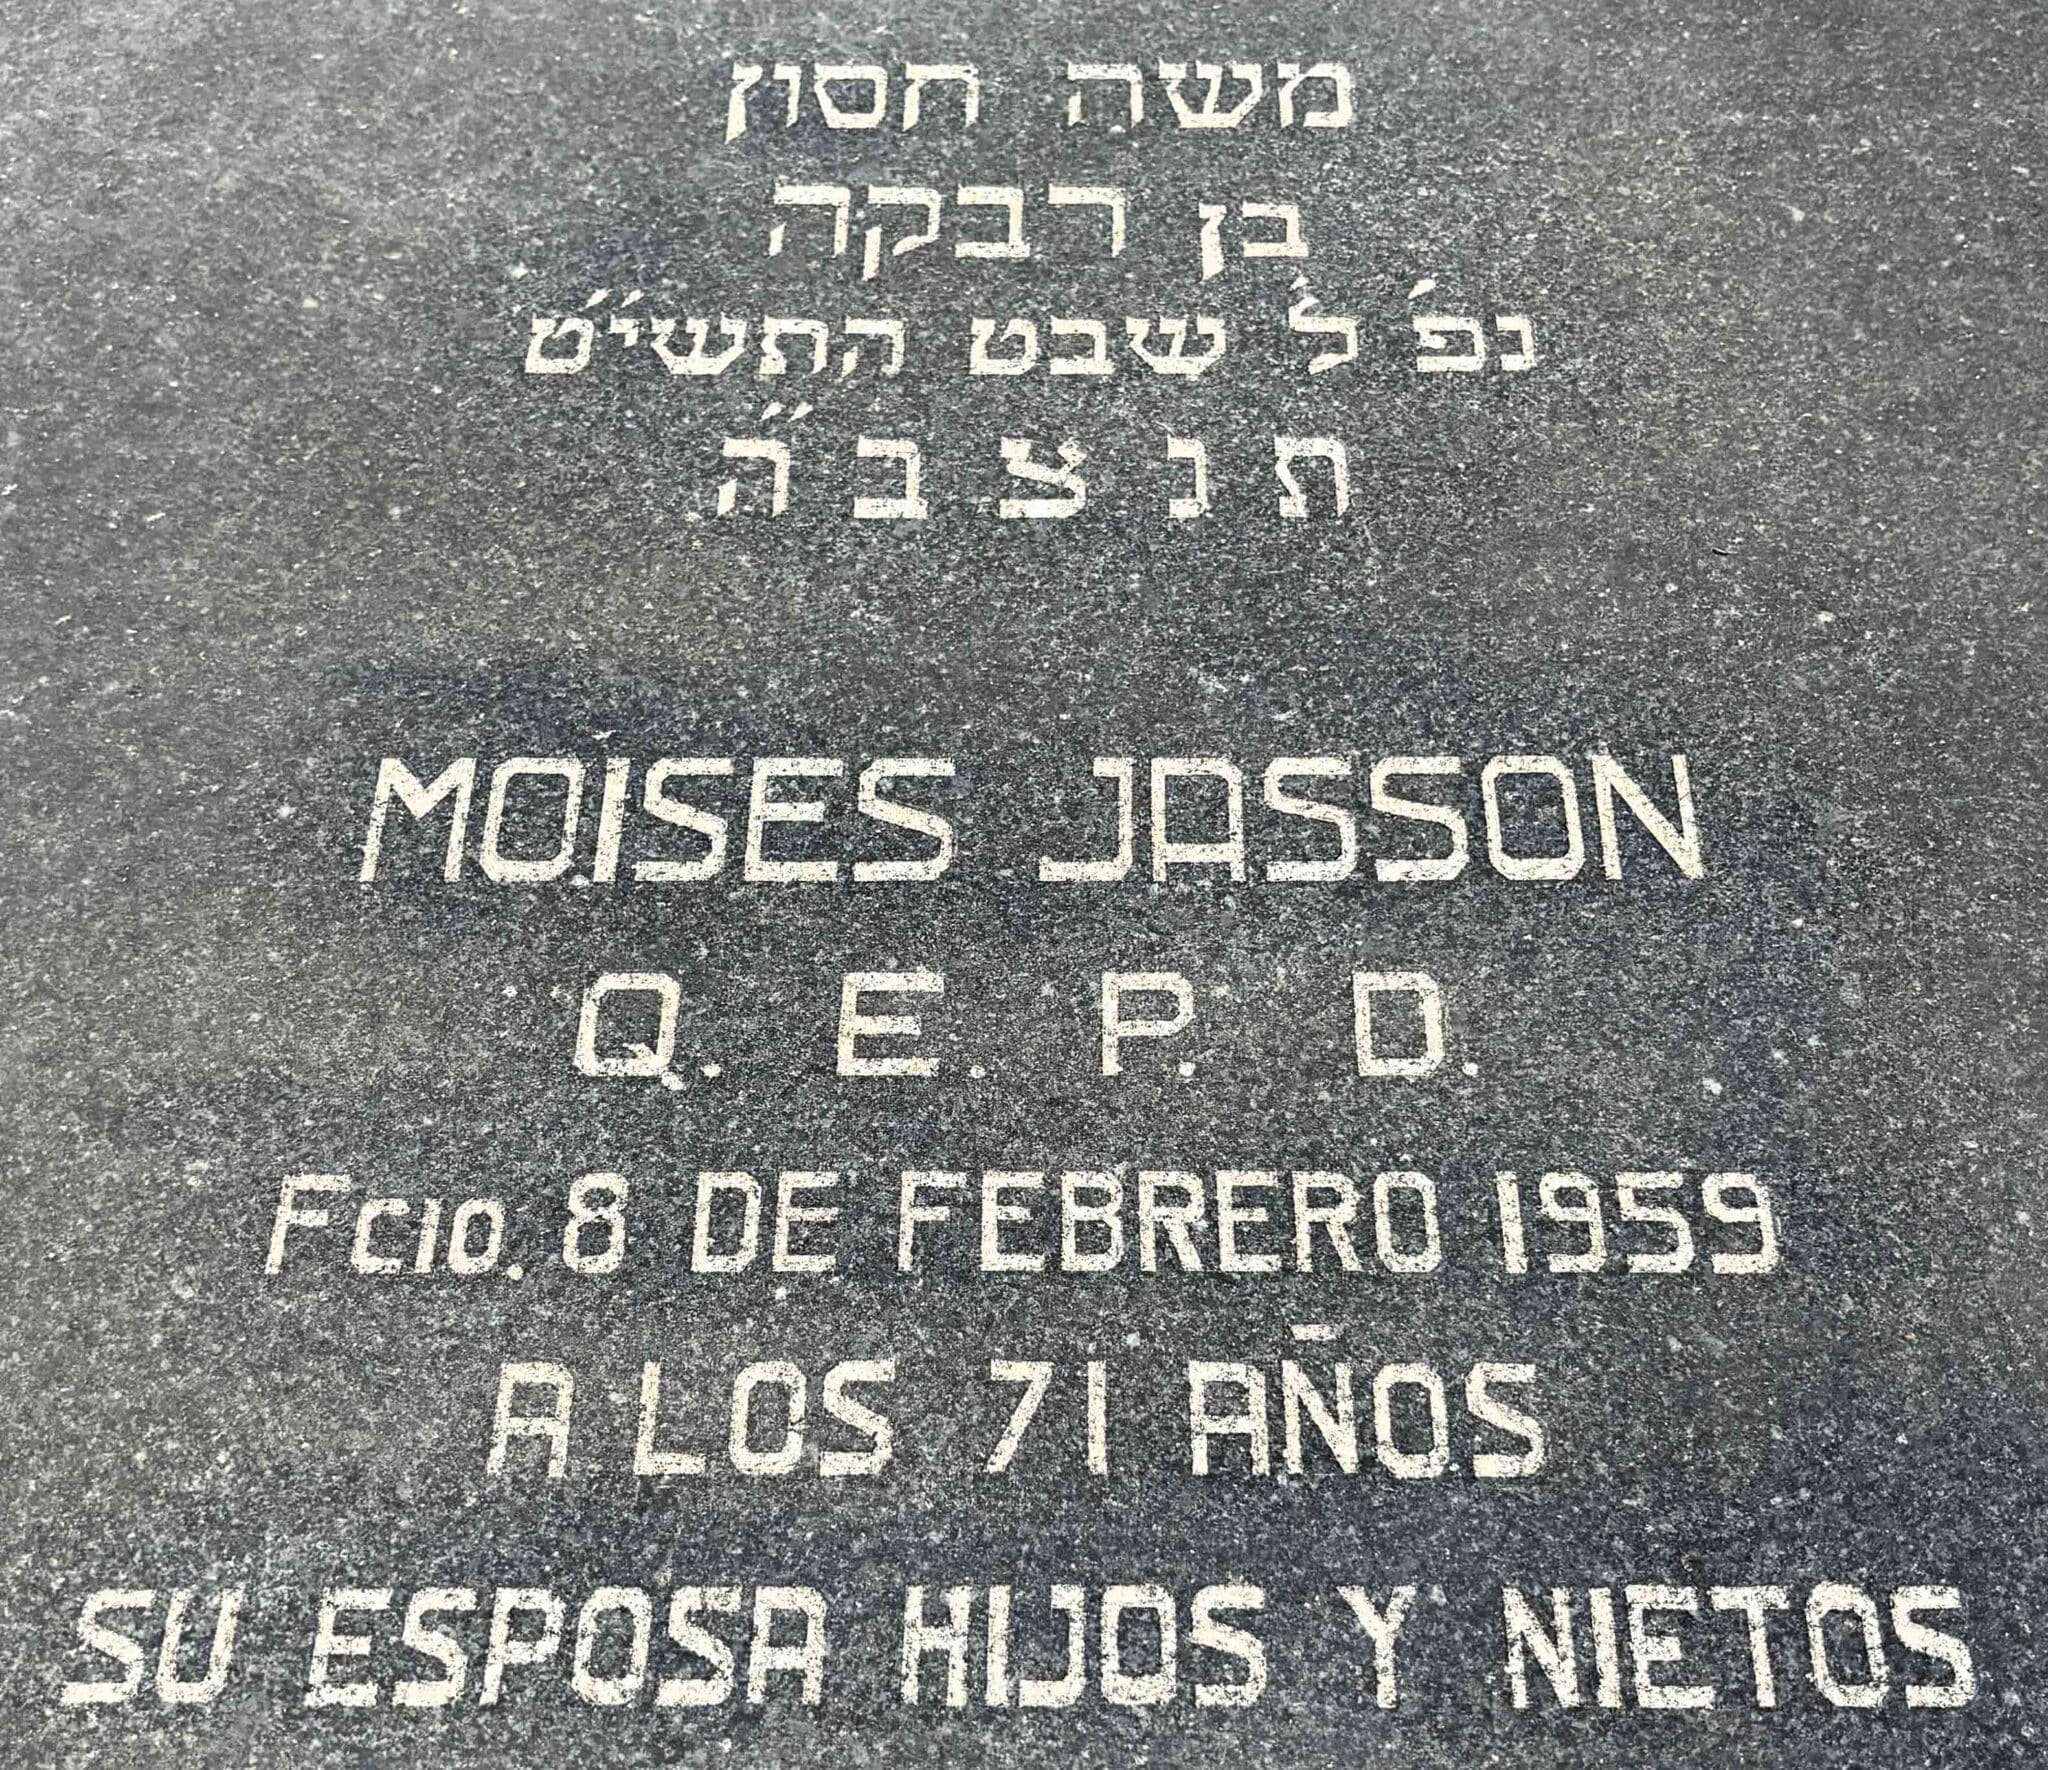 משה חסון
בן רבקה
נפ׳ ל׳ שבט התשי״ט
ת נ צ ב״ה
MOISES JASSON
Q. E. P. D.
Fcio. 8 DE FEBRERO 1959
A LOS 71 AÑOS
SU ESPOSA HIJOS Y NIETOS